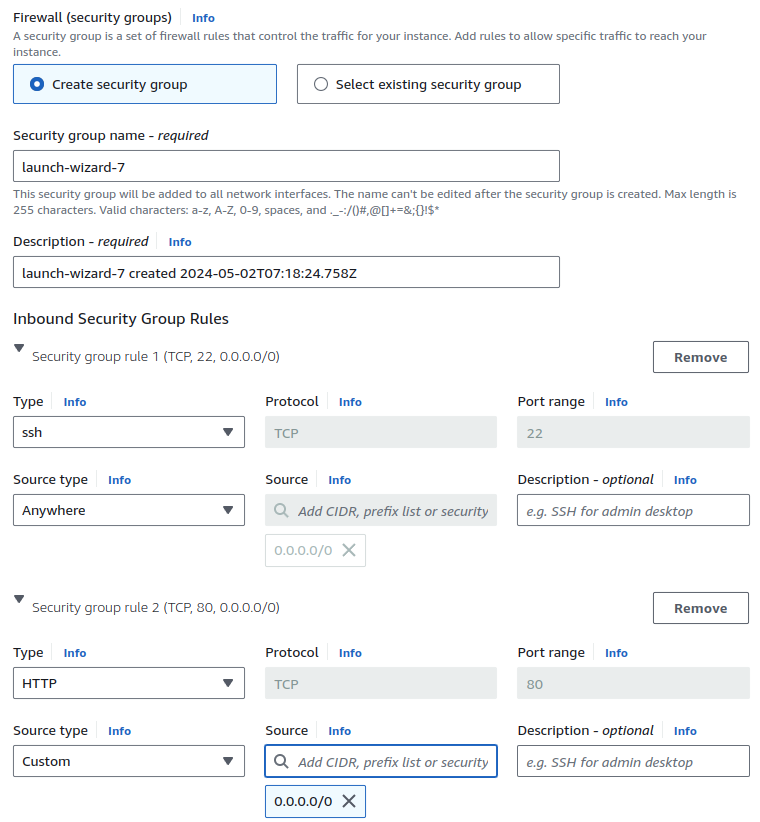 Firewall (security groups) Info
A security group is a set of firewall rules that control the traffic for your instance. Add rules to allow specific traffic to reach your
instance.
Create security group Select existing security group
Security group name - required
launch-wizard-7
This security group will be added to all network interfaces. The name can't be edited after the security group is created. Max length is
255 characters. Valid characters: a-z, A-Z, 0-9, spaces, and ._-:/()#,@[]+=&;{}!$*
Description - required Info
launch-wizard-7 created 2024-05-02T07:18:24.758Z
Inbound Security Group Rules
Security group rule 1 (TCP, 22, 0.0.0.0/0) Remove
Type Info Protocol Info Port range Info
ssh TCP 22
Source type Info Source Info Description - optional Info
Anywhere Add CIDR, prefix list or security e.g. SSH for admin desktop
0.0.0.0/0
Security group rule 2 (TCP, 80, 0.0.0.0/0) Remove
Type Info Protocol Info Port range Info
HTTP TCP 80
Source type Info Source Info Description - optional Info
Custom Add CIDR, prefix list or security e.g. SSH for admin desktop
0.0.0.0/0